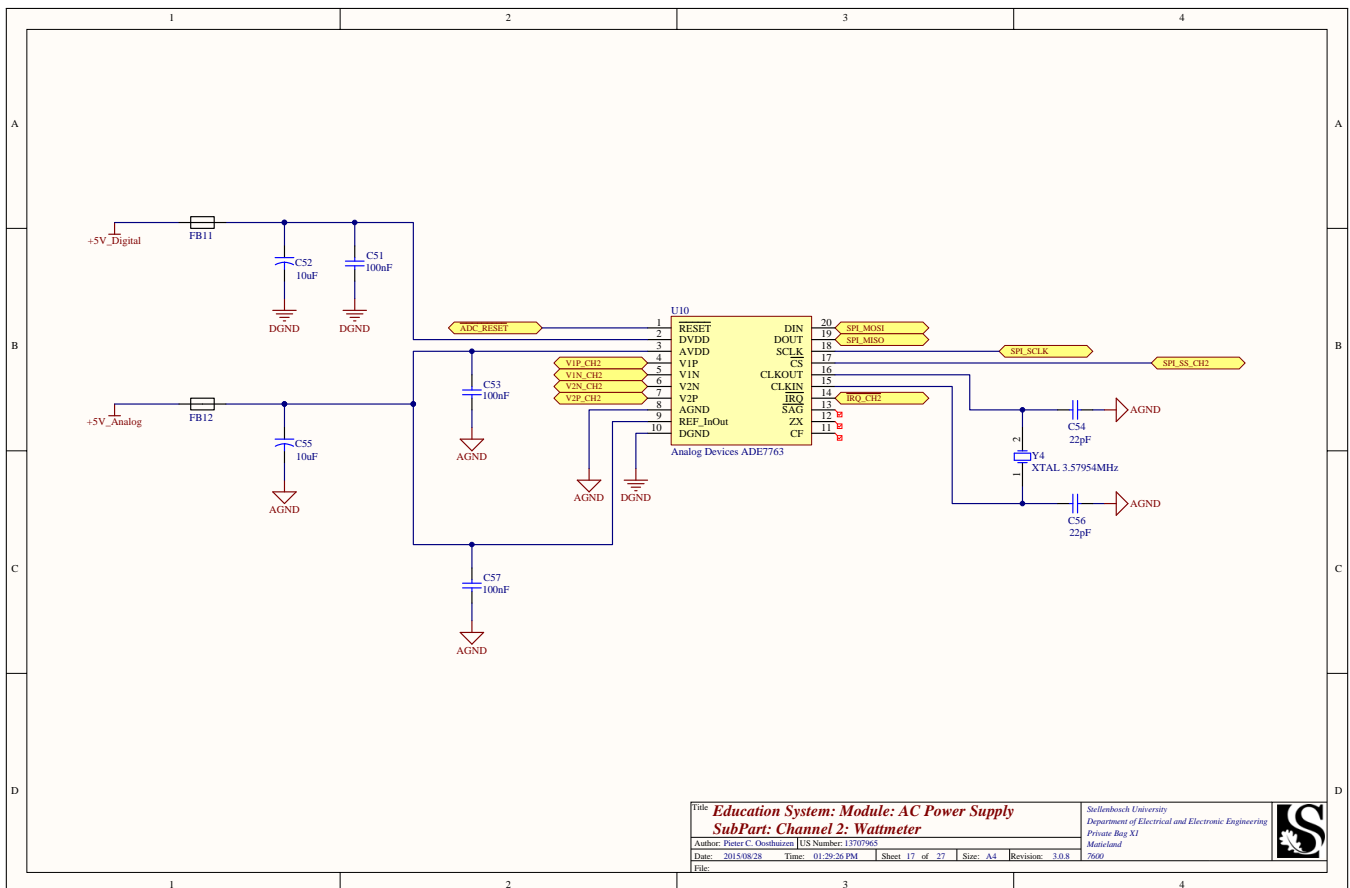 1 2 3 4
A A
+5V_Digital
FB11
C52
10uF
C51
100nF
DGND DGND
B B
ADC_RESET
U10
1 RESET DIN 20 SPI_MOSI
2 DVDD DOUT 19 SPI_MISO
3 AVDD SCLK 18 SPI_SCLK
V1P_CH2 4 V1P CS 17 SPI_SS_CH2
V1N_CH2 5 V1N CLKOUT 16
V2N_CH2 6 V2N CLKIN 15
V2P_CH2 7 V2P IRQ 14 IRQ_CH2
8 AGND SAG 13
9 REF_InOut ZX 12
10 DGND CF 11
Analog Devices ADE7763
C53
100nF
AGND
+5V_Analog
FB12
C55
10uF
AGND
AGND DGND
C54
22pF
AGND
2
Y4
XTAL 3.57954MHz
1
C56
22pF
AGND
C C
C57
100nF
AGND
D D
Title Education System: Module: AC Power Supply
SubPart: Channel 2: Wattmeter
Author: Pieter C. Oosthuizen US Number: 13707965
Date: 2015/08/28 Time: 01:29:26 PM Sheet 17 of 27 Size: A4 Revision: 3.0.8
File:
Stellenbosch University
Department of Electrical and Electronic Engineering
Private Bag X1
Matieland
7600
1 2 3 4